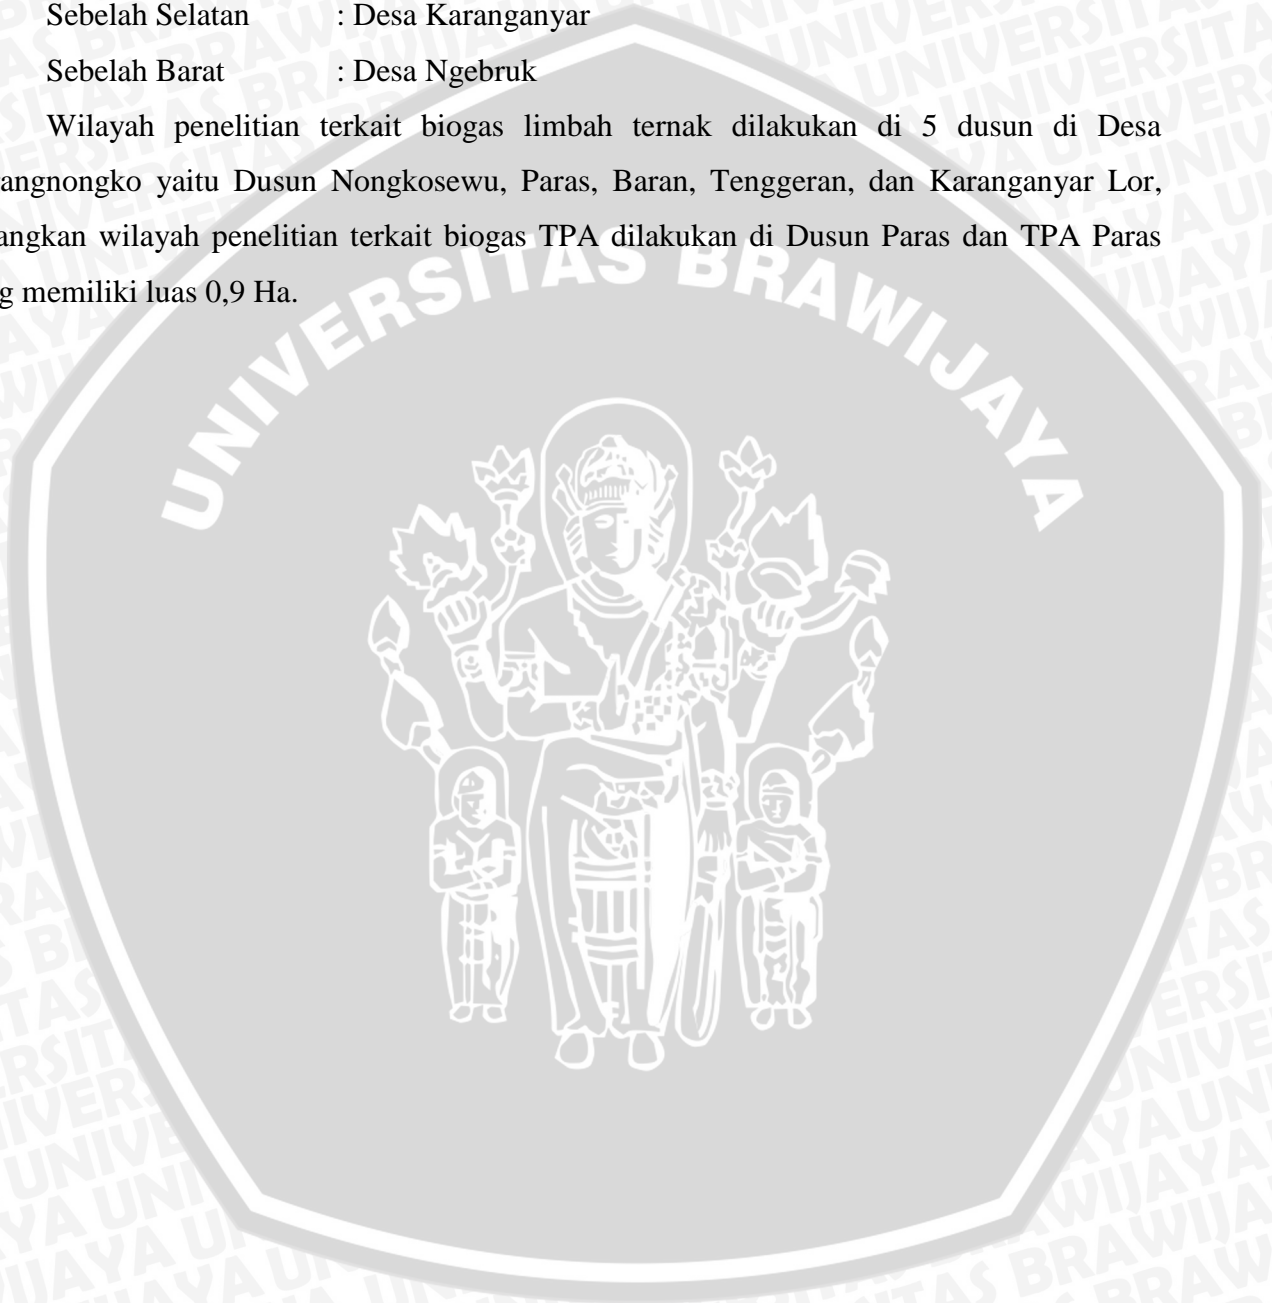 Sebelah Selatan : Desa Karanganyar
Sebelah Barat : Desa Ngebruk
Wilayah penelitian terkait biogas limbah ternak dilakukan di 5 dusun di Desa
angnongko yaitu Dusun Nongkosewu, Paras, Baran, Tenggeran, dan Karanganyar Lor,
angkan wilayah penelitian terkait biogas TPA dilakukan di Dusun Paras dan TPA Paras
g memiliki luas 0,9 Ha.
UNIVERSITAS BRAWIJAYA